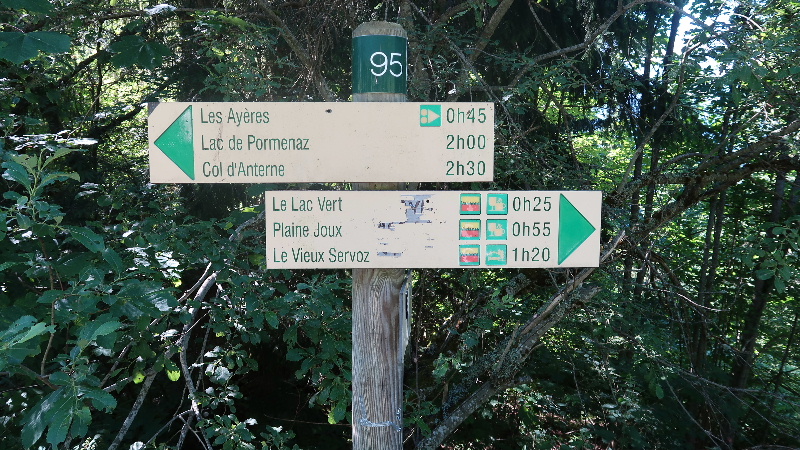 95
Les Ayères 0h45
Lac de Pormenaz 2h00
Col d'Anterne 2h30
Le Lac Vert 0h25
Plaine Joux 0h55
Le Vieux Servoz 1h20